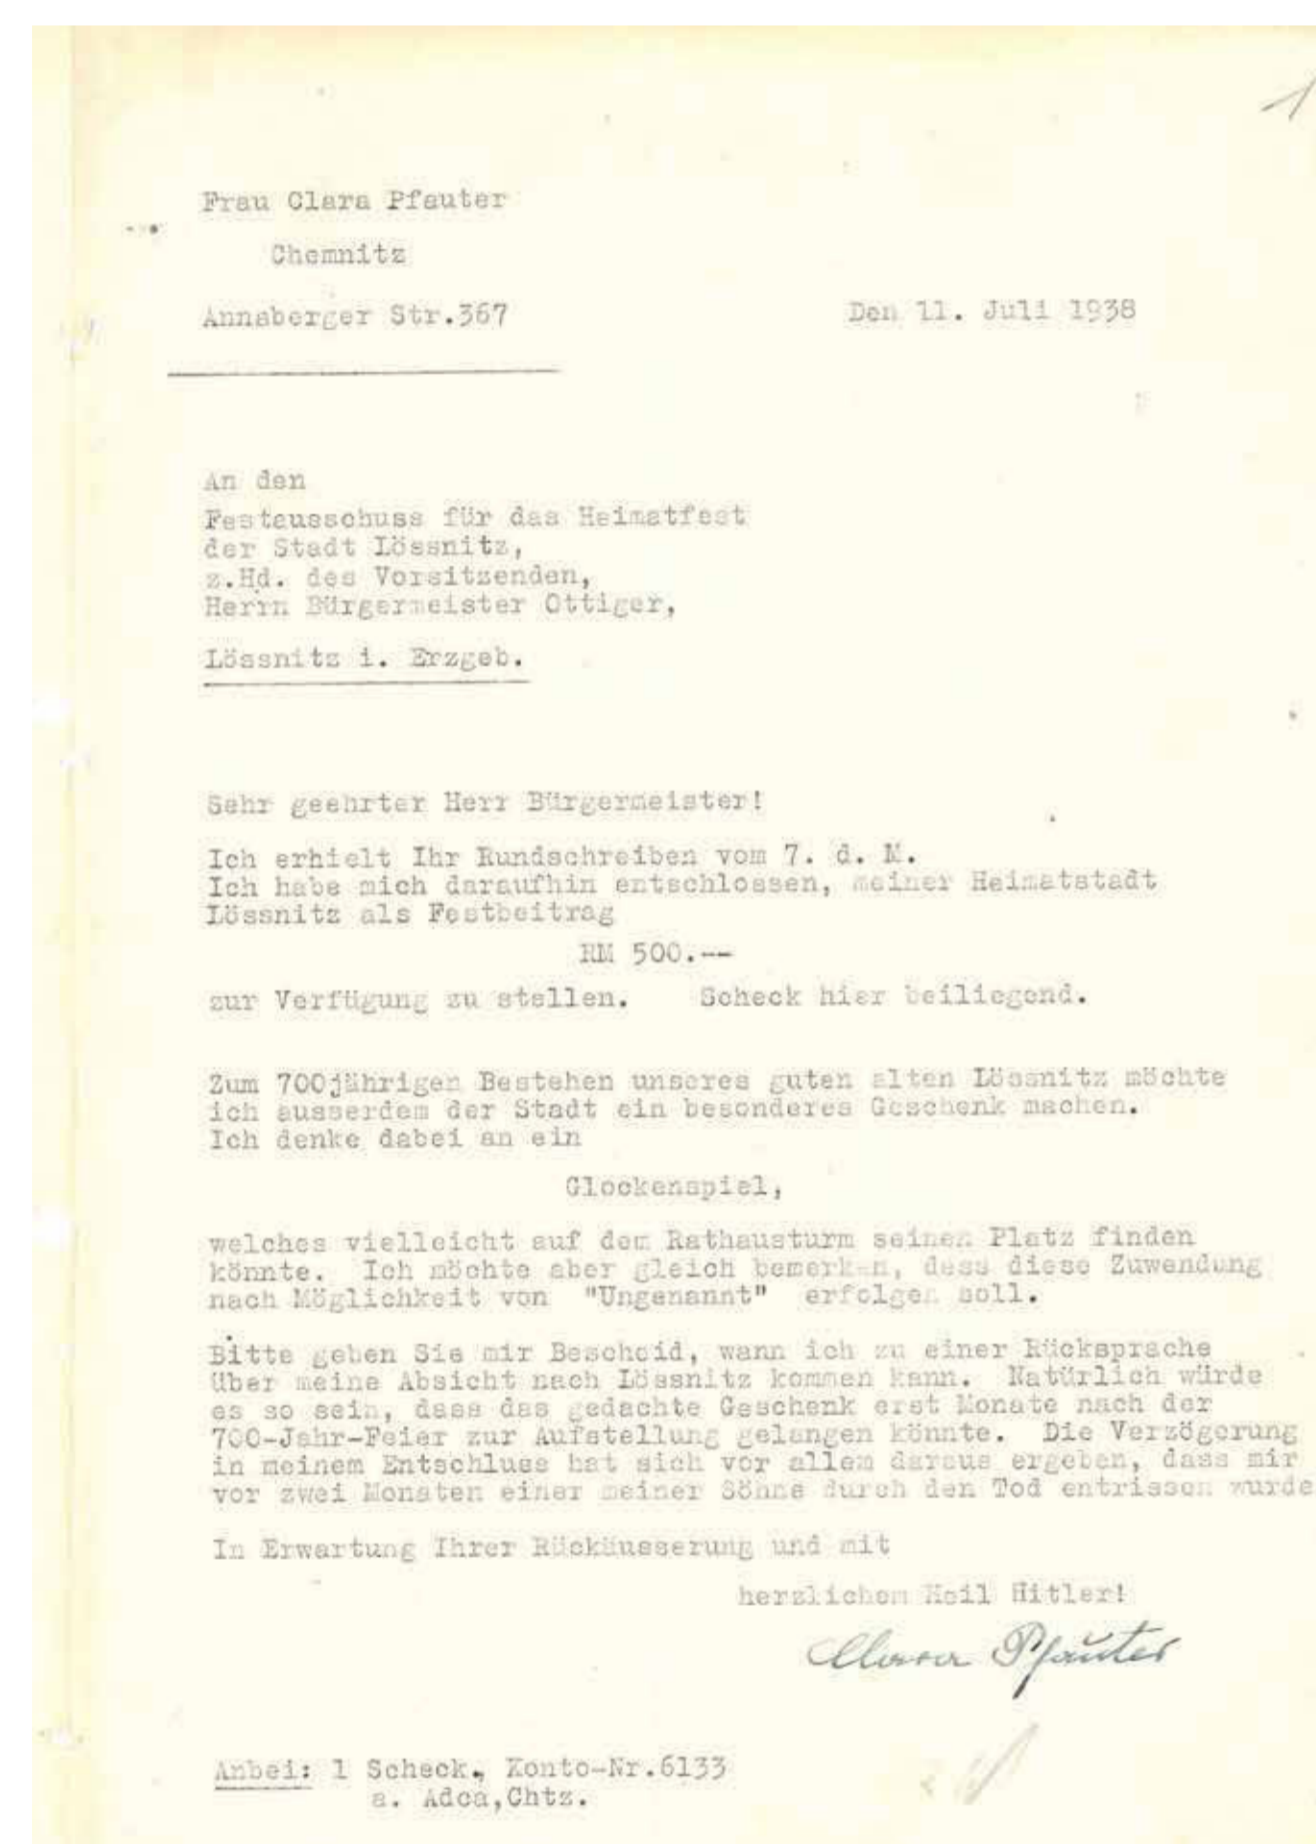 1
Frau Clara Pfauter
Chemnitz
Annaberger Str.367
Den 11. Juli 1938
An den
Festausschuss für das Heimatfest
der Stadt Lössnitz,
z.Hd. des Vorsitzenden,
Herrn Bürgermeister Ottiger,
Lössnitz i. Erzgeb.
Sehr geehrter Herr Bürgermeister!
Ich erhielt Ihr Rundschreiben vom 7. d. M.
Ich habe mich daraufhin entschlossen, meiner Heimatstadt
Lössnitz als Festbeitrag
RM 500.--
zur Verfügung zu stellen. Scheck hier beiliegend.
Zum 700jährigen Bestehen unseres guten alten Lössnitz möchte
ich ausserdem der Stadt ein besonderes Geschenk machen.
Ich denke dabei an ein
Glockenspiel,
welches vielleicht auf dem Rathausturm seinen Platz finden
könnte. Ich möchte aber gleich bemerken, dass diese Zuwendung
nach Möglichkeit von "Ungenannt" erfolgen soll.
Bitte geben Sie mir Bescheid, wann ich zu einer Rücksprache
über meine Absicht nach Lössnitz kommen kann. Natürlich würde
es so sein, dass das gedachte Geschenk erst Monate nach der
700-Jahr-Feier zur Aufstellung gelangen könnte. Die Verzögerung
in meinem Entschluss hat sich vor allem daraus ergeben, dass mir
vor zwei Monaten einer meiner Söhne durch den Tod entrissen wurde
In Erwartung Ihrer Rückäusserung und mit
herzlichem Heil Hitler!
Clara Pfauter
Anbei: 1 Scheck, Konto-Nr.6133
a. Adca,Chtz.